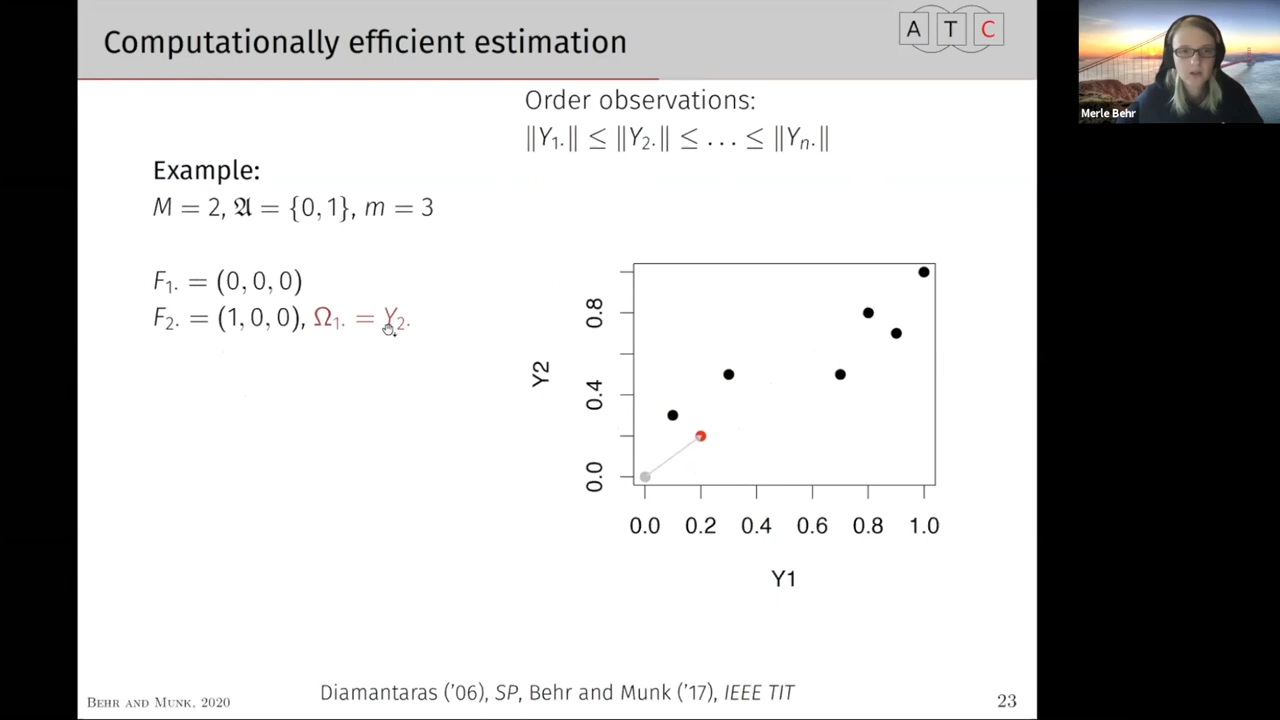 Computationally efficient estimation
A T C
Order observations:
‖Y₁.‖ ≤ ‖Y₂.‖ ≤ . . . ≤ ‖Yₙ.‖
Example:
M = 2, 𝔄 = {0, 1}, m = 3
F₁. = (0, 0, 0)
F₂. = (1, 0, 0), Ω₁. = Y₂.
Y2
0.8
0.4
0.0
0.0 0.2 0.4 0.6 0.8 1.0
Y1
Diamantaras ('06), SP, Behr and Munk ('17), IEEE TIT
Behr and Munk, 2020
23
Merle Behr